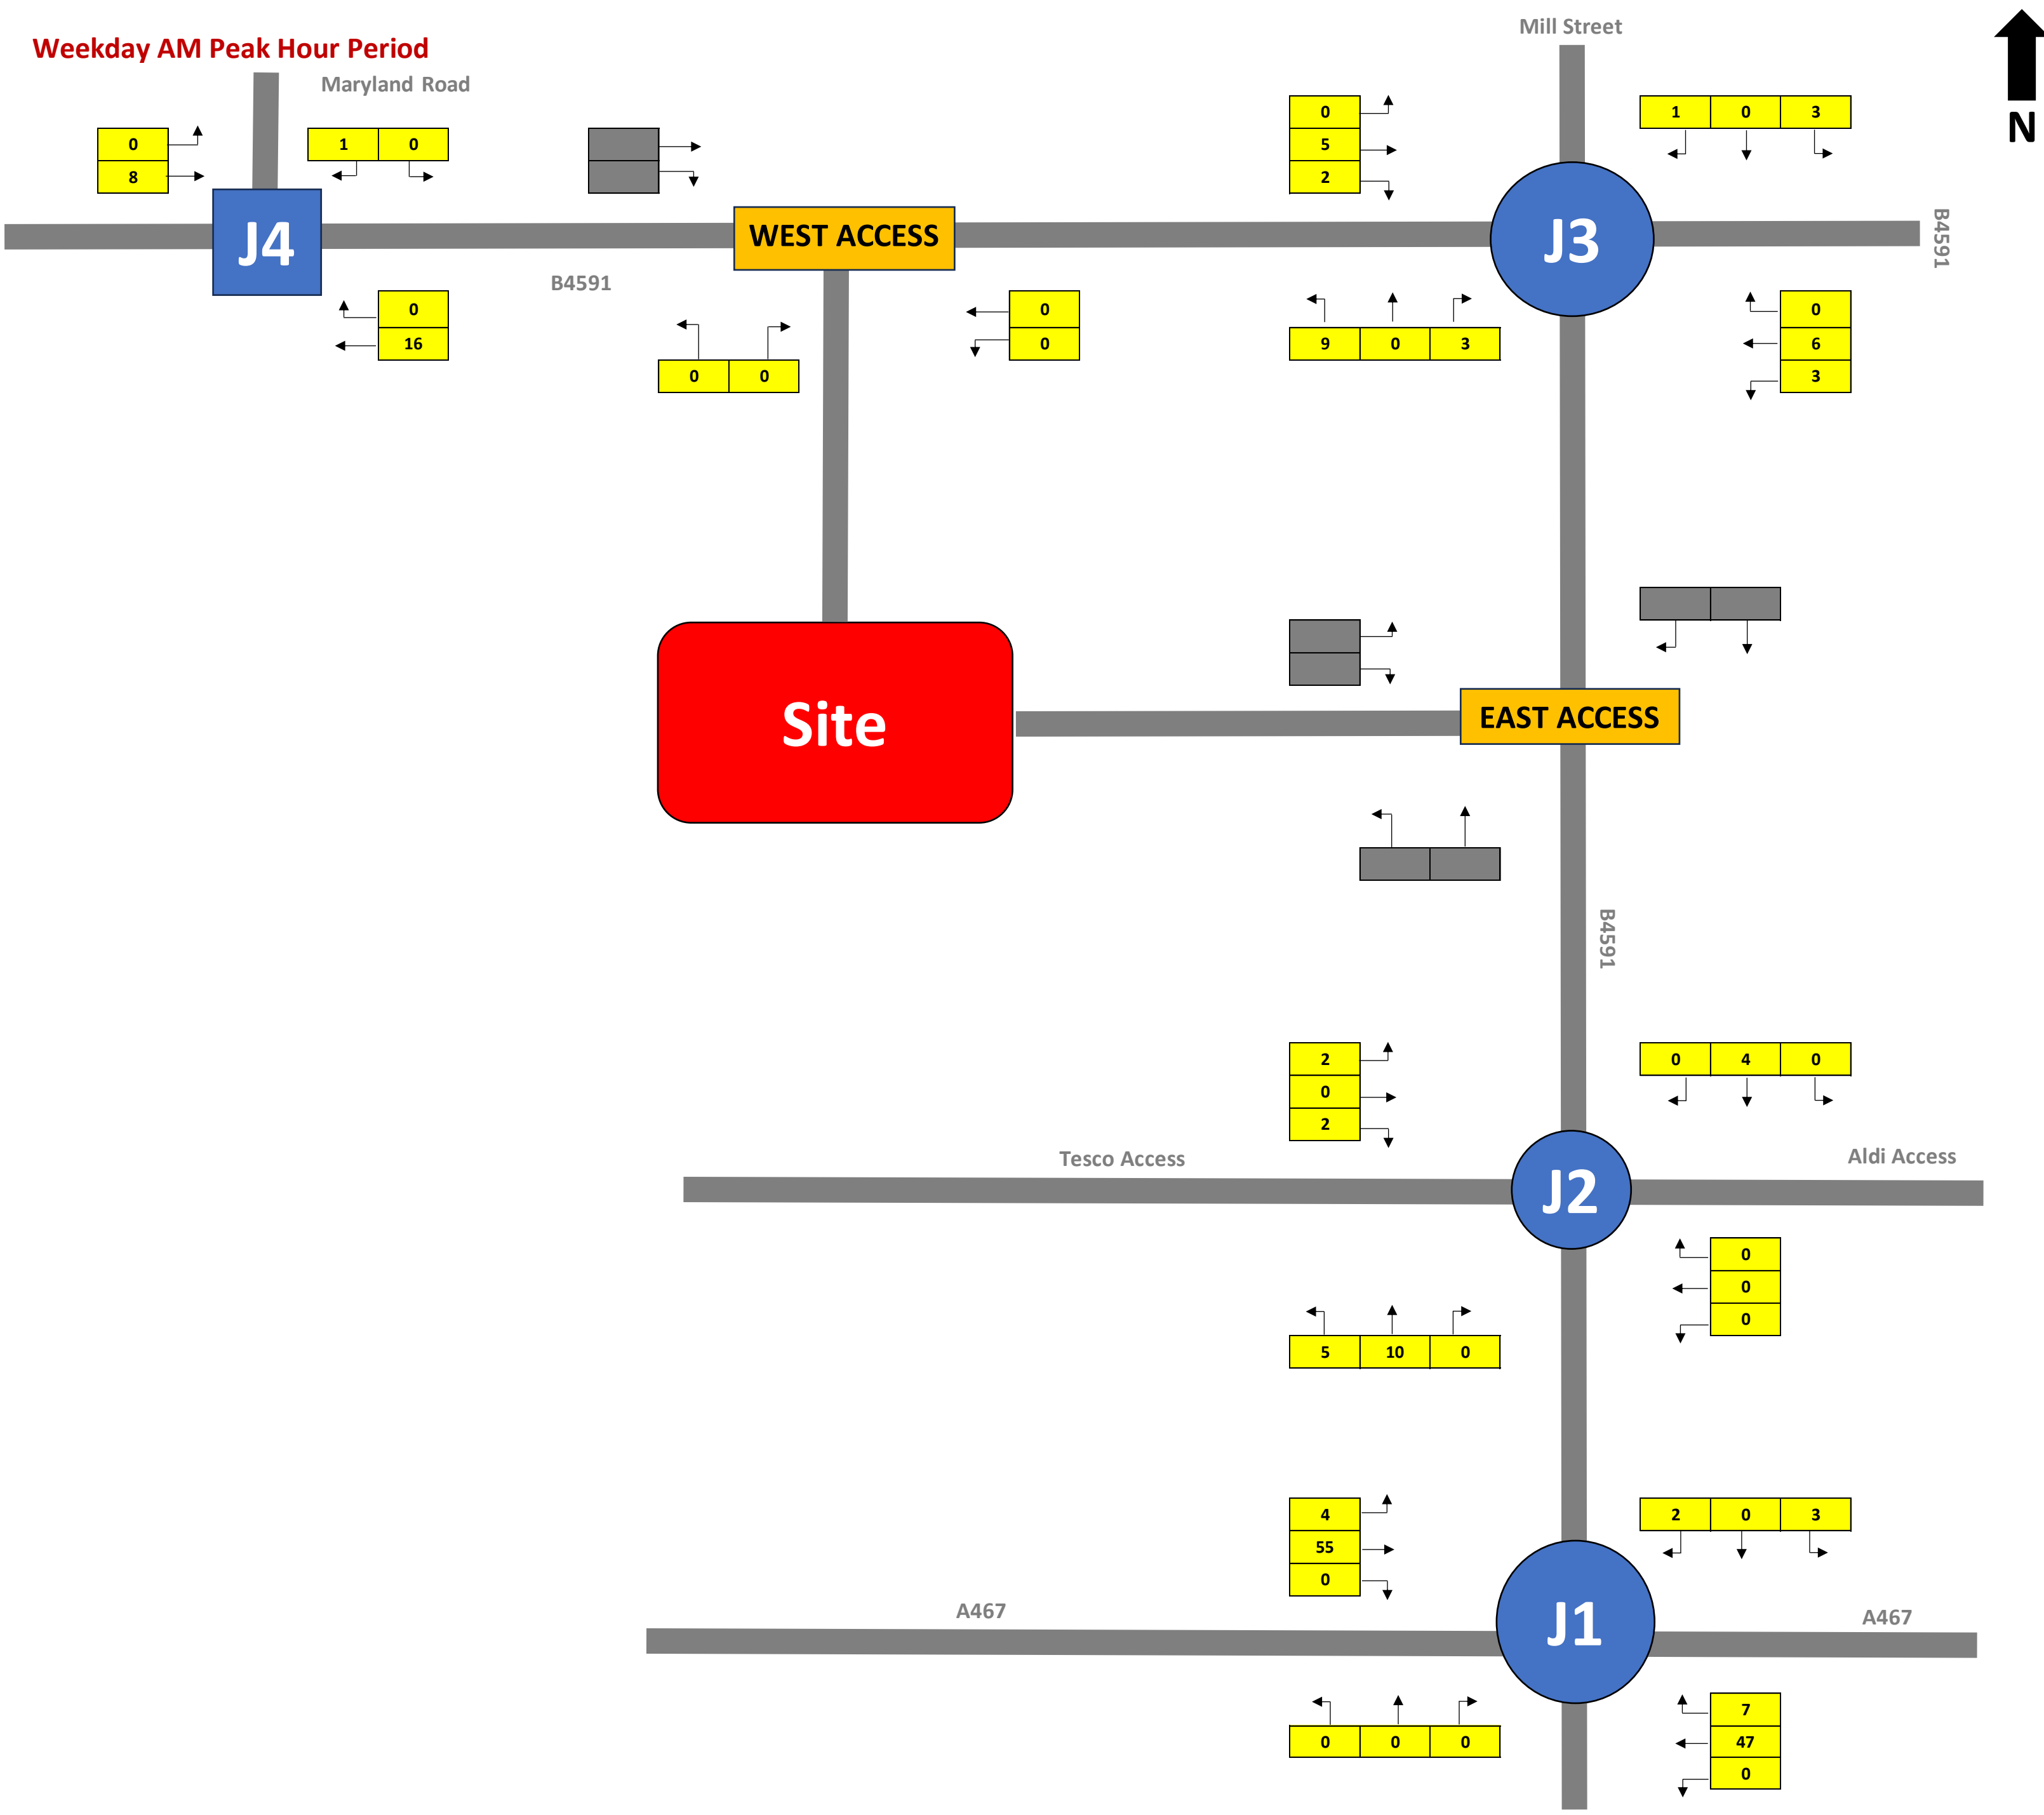 Mill Street
Weekday AM Peak Hour Period
Maryland Road
N
0
8
1 0
0
5
2
1 0 3
J4
WEST ACCESS
J3
B4591
B4591
0
16
0 0
0
0
9 0 3
0
6
3
Site
EAST ACCESS
B4591
2
0
2
0 4 0
Tesco Access
Aldi Access
J2
0
0
0
5 10 0
4
55
0
2 0 3
A467
J1
A467
0 0 0
7
47
0